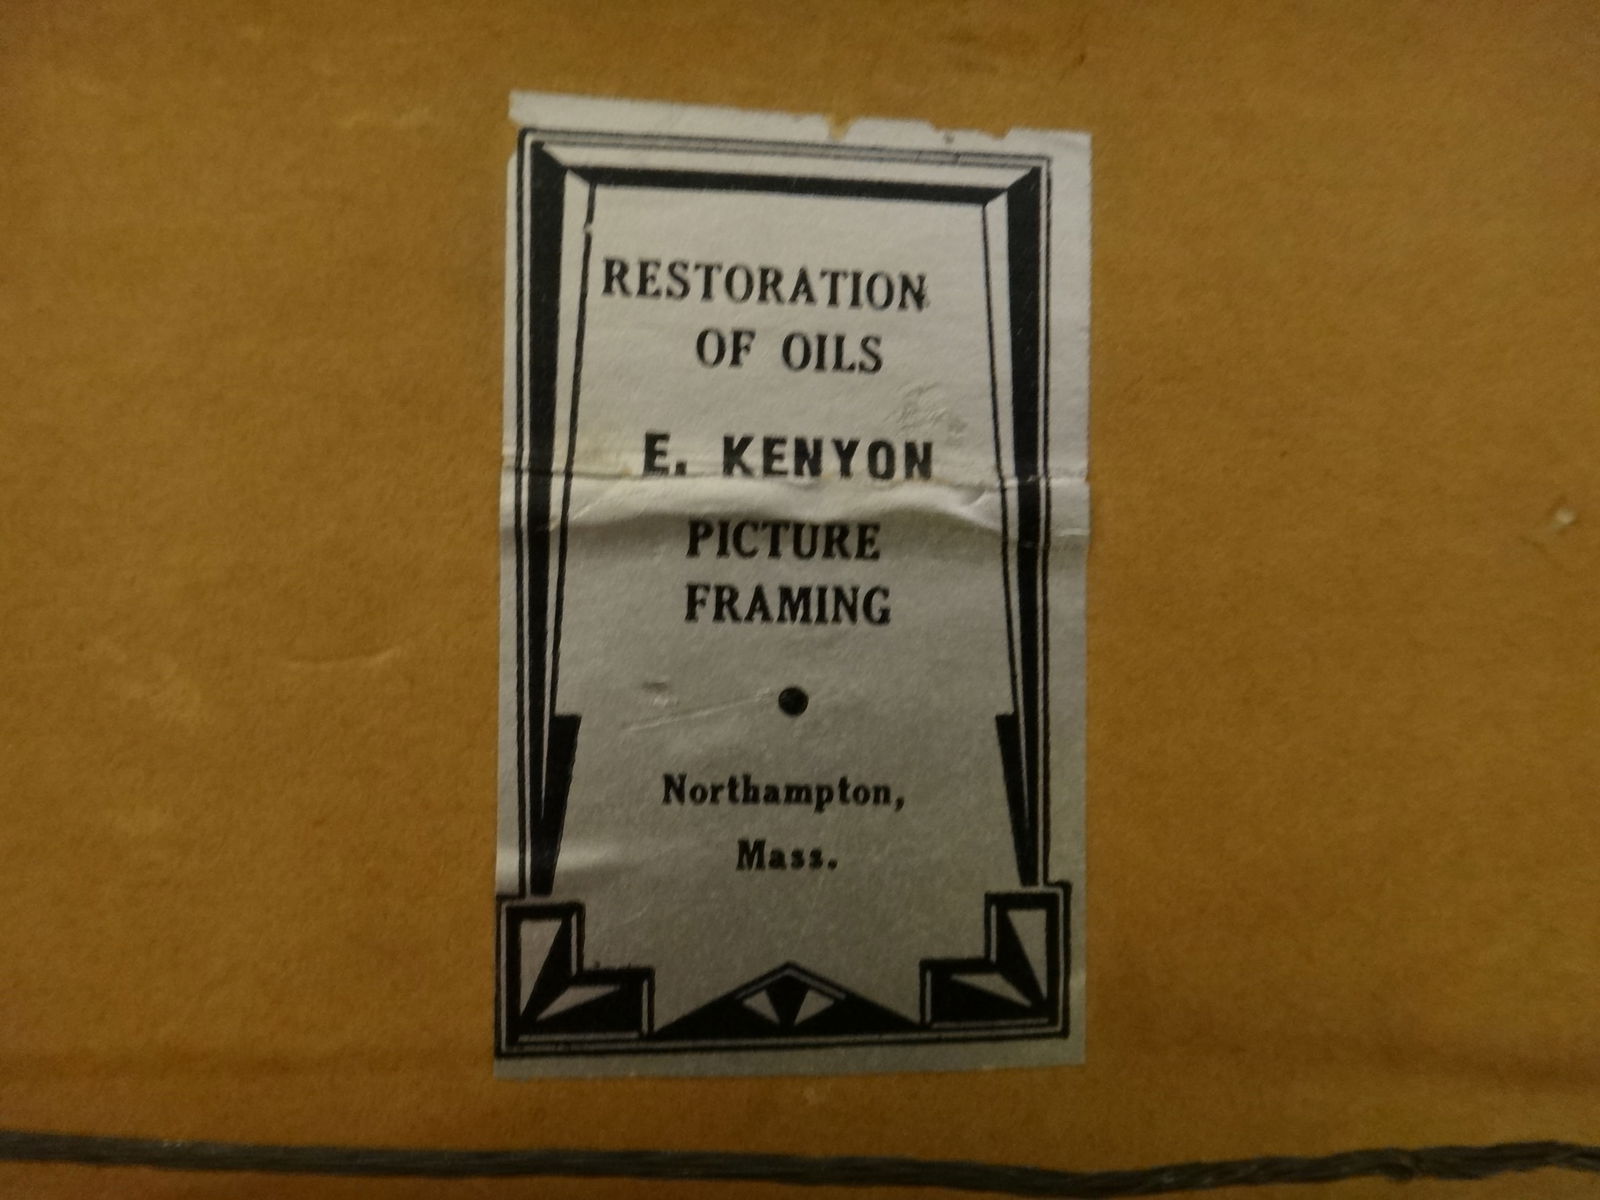 RESTORATION
OF OILS
E. KENYON
PICTURE
FRAMING
Northampton,
Mass.